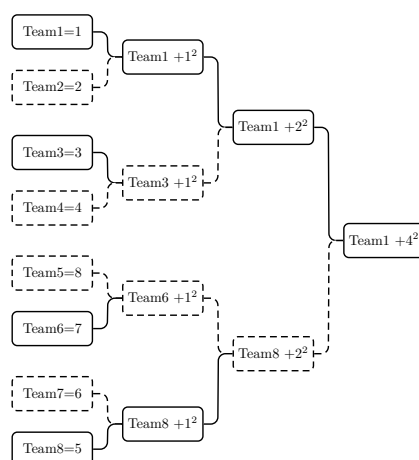 Team1=1
Team2=2
Team1 +1²
Team3=3
Team4=4
Team3 +1²
Team1 +2²
Team5=8
Team6=7
Team6 +1²
Team7=6
Team8=5
Team8 +1²
Team8 +2²
Team1 +4²